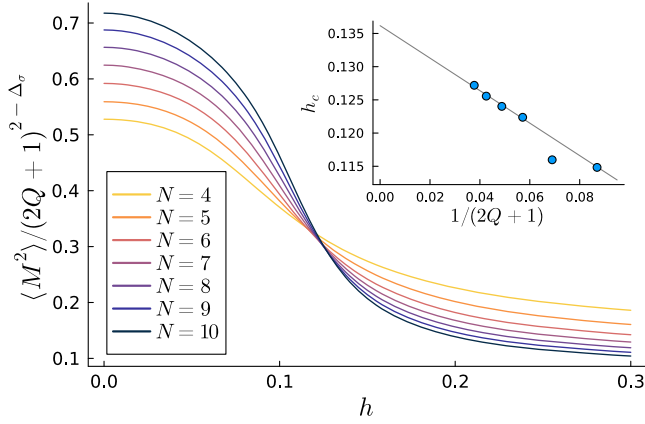 ⟨M²⟩/(2Q + 1)^{2 − Δ_σ}
0.7
0.6
0.5
0.4
0.3
0.2
0.1
0.0
0.1
0.2
0.3
h
N = 4
N = 5
N = 6
N = 7
N = 8
N = 9
N = 10
h_c
0.135
0.130
0.125
0.120
0.115
0.00
0.02
0.04
0.06
0.08
1/(2Q + 1)